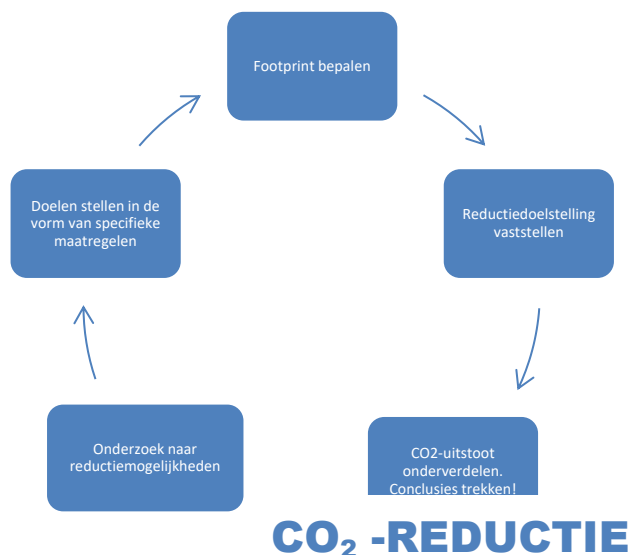 Footprint bepalen
Reductiedoelstelling
vaststellen
CO2-uitstoot
onderverdelen.
Conclusies trekken!
Onderzoek naar
reductiemogelijkheden
Doelen stellen in de
vorm van specifieke
maatregelen
CO₂ -REDUCTIE